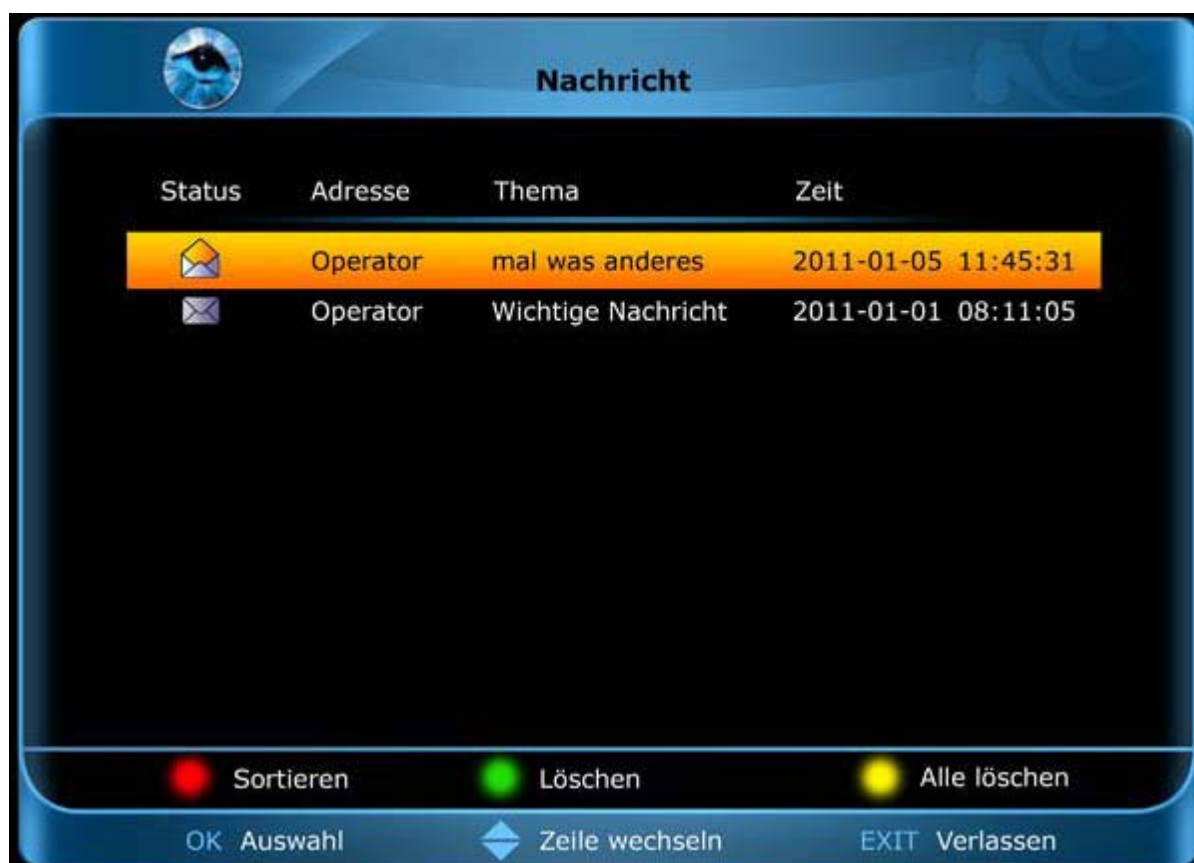 Nachricht
Status Adresse Thema Zeit
Operator mal was anderes 2011-01-05 11:45:31
Operator Wichtige Nachricht 2011-01-01 08:11:05
Sortieren Löschen Alle löschen
OK Auswahl Zeile wechseln EXIT Verlassen